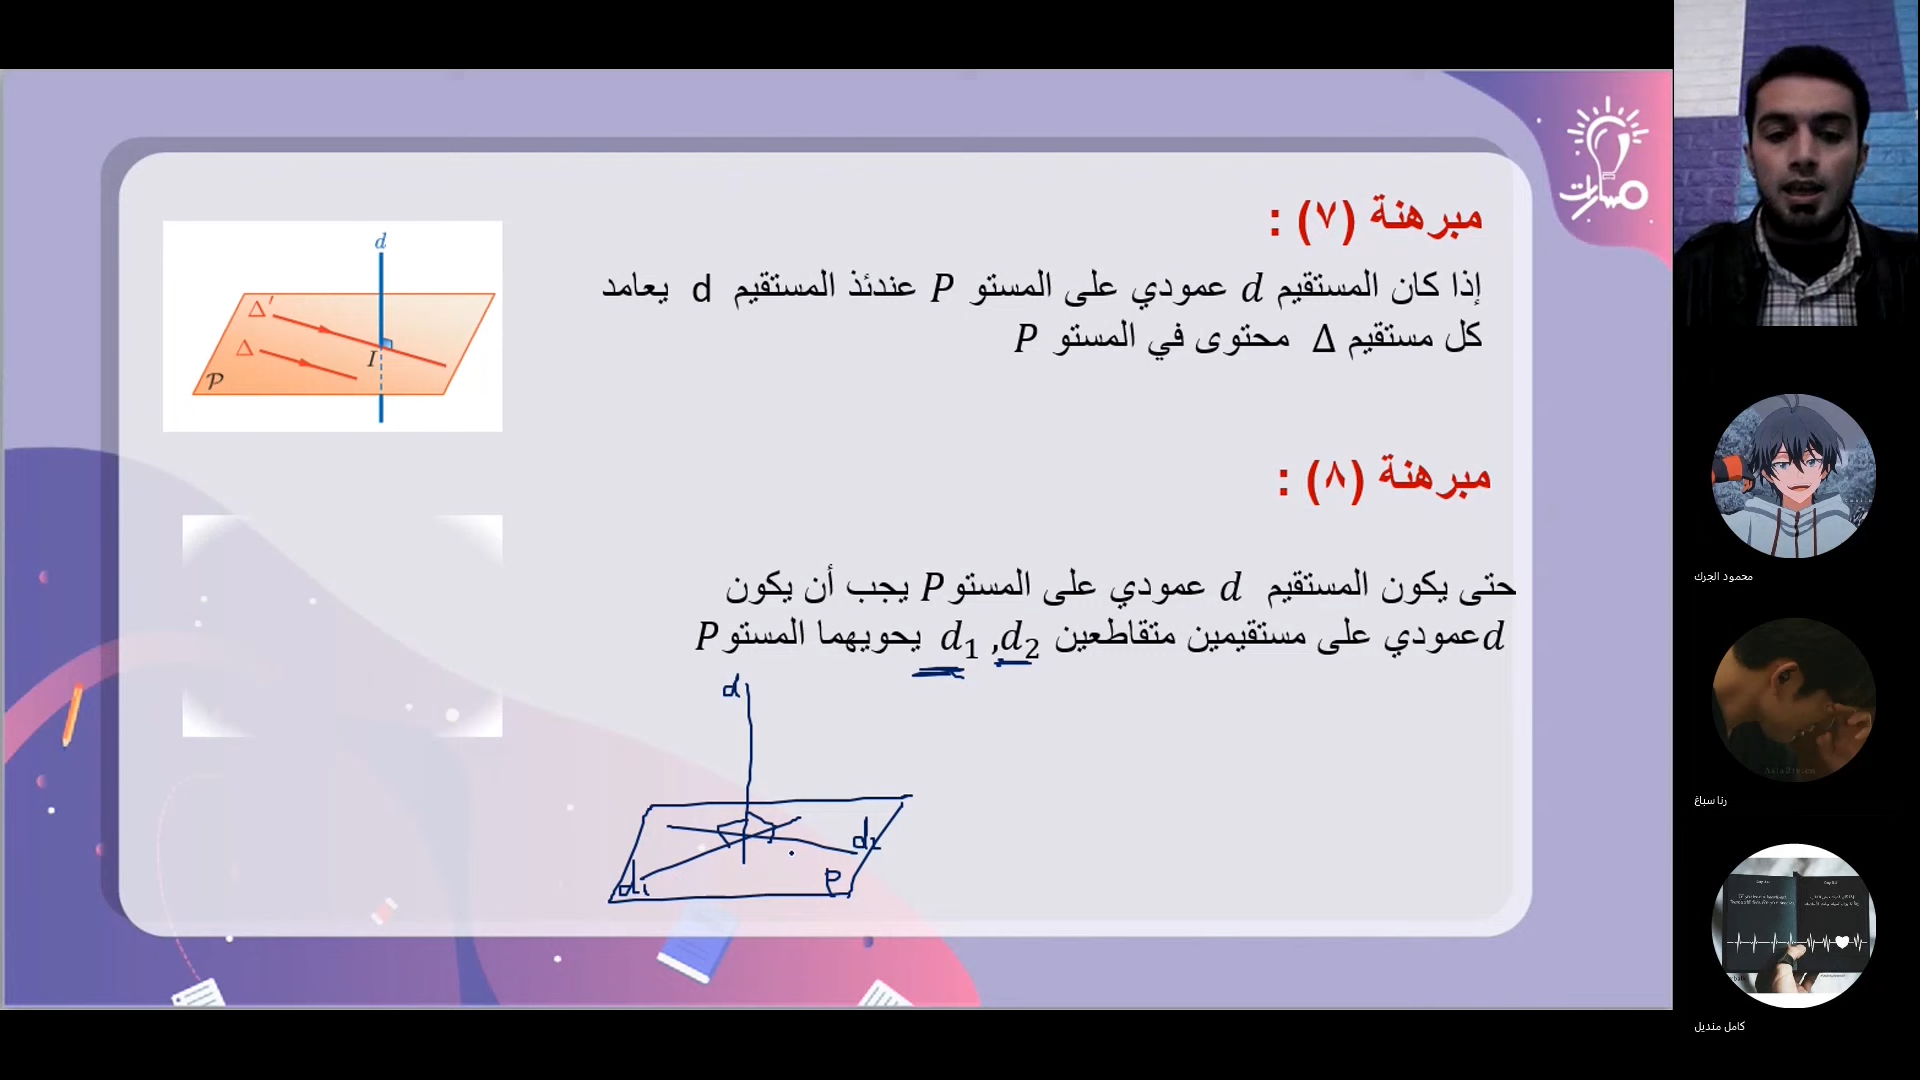 مسارات
مبرهنة (٧) :
إذا كان المستقيم d عمودي على المستو P عندئذ المستقيم d يعامد
كل مستقيم Δ محتوى في المستو P
d
Δ'
Δ
I
P
مبرهنة (٨) :
حتى يكون المستقيم d عمودي على المستو P يجب أن يكون
d عمودي على مستقيمين متقاطعين d₁ ,d₂ يحويهما المستو P
d
d₂
d₁
P
محمود الجرك
رنا سباغ
كامل منديل